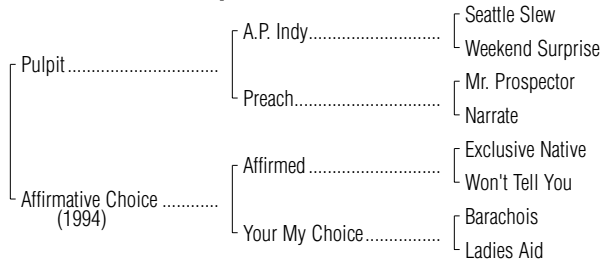 Seattle Slew
A.P. Indy..............................
Weekend Surprise
Pulpit................................
Mr. Prospector
Preach...............................
Narrate
Exclusive Native
Affirmed ............................
Won't Tell You
Affirmative Choice ............
(1994)
Barachois
Your My Choice................
Ladies Aid